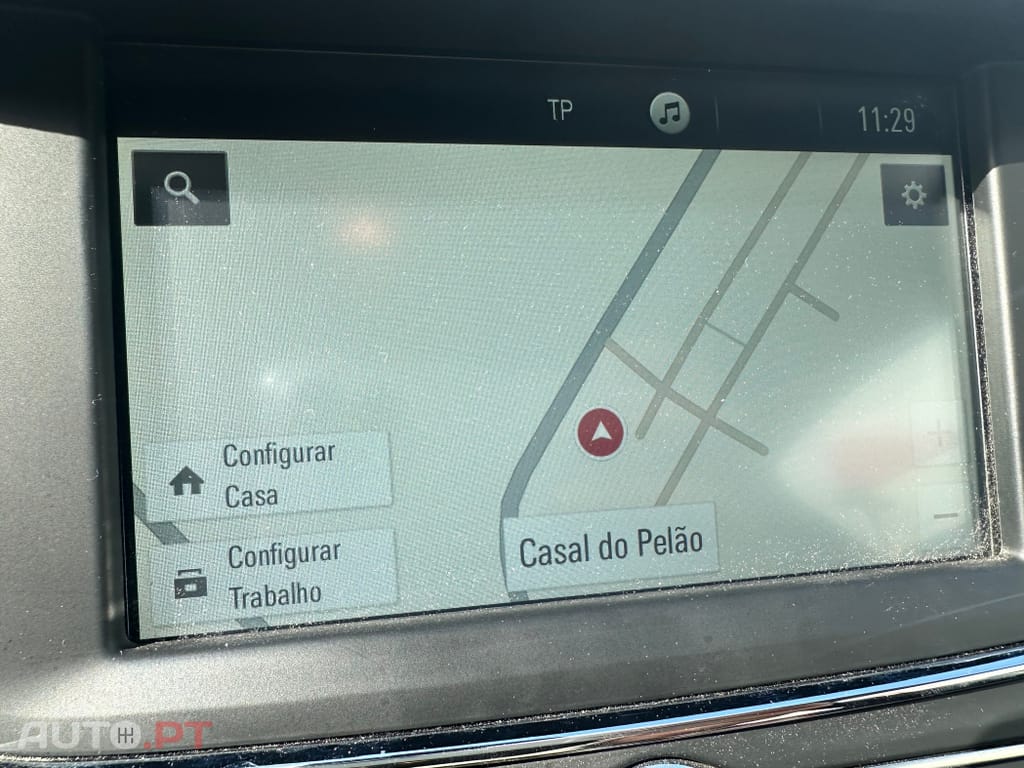 TP
11:29
Configurar
Casa
Configurar
Trabalho
Casal do Pelão
AUTO.PT